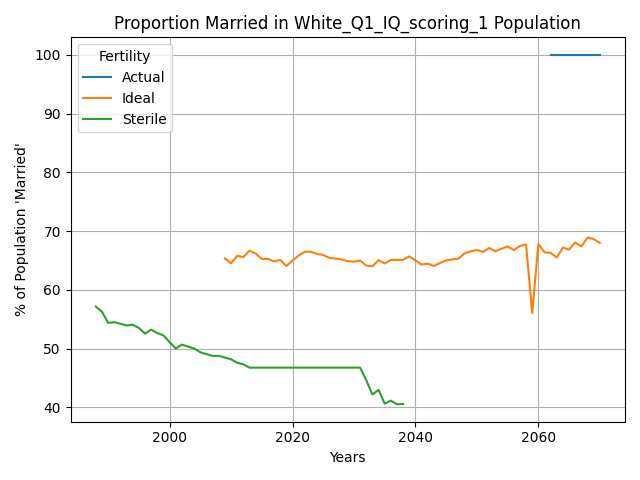 Proportion Married in White_Q1_IQ_scoring_1 Population
Fertility
Actual
Ideal
Sterile
% of Population 'Married'
100
90
80
70
60
50
40
2000
2020
2040
2060
Years